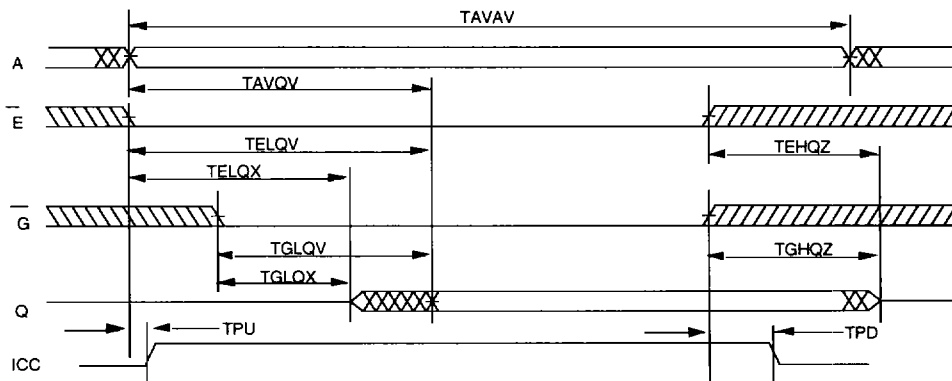 TAVAV
A
TAVQV
E
TELQV
TEHQZ
TELQX
G
TGLQV
TGHQZ
TGLQX
Q
TPU
TPD
ICC